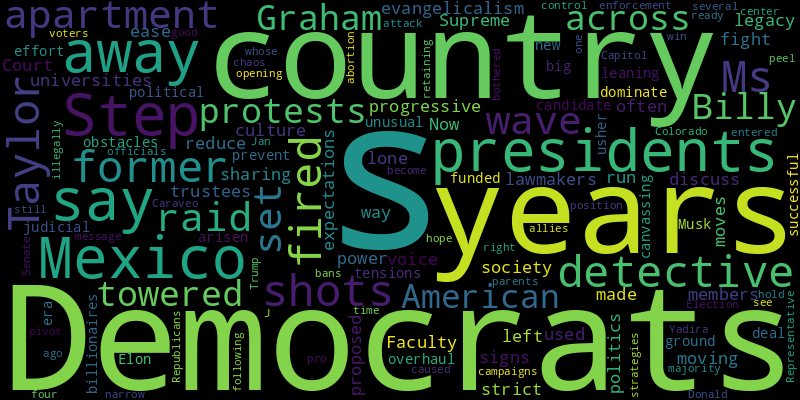 apartment
Graham
evangelicalism
control
enforcement
several
voters
ease
good
attack
Supreme
across
ready
center
legacy
effort
away
country
whose
chaos
opening
abortion
retaining
bothered
new
one
Capitol
win
fight
peel
Court
universities
political
Step
protests
progressive
big
leaning
candidate
dominate
often
Ms
Billy
Taylor
illegally
obstacles
officials
culture
reduce
Jan
prevent
unusual
Now
wave
usher
Colorado
entered
former
sharing
trustees
expectations
lone
become
presidents
funded
lawmakers
run
discuss
successful
say
raid
set
fired
way
S
years
allies
position
canvassing
Musk
moves
still
Caraveo
judicial
message
arisen
hope
right
Senate
Mexico
power
voice
tensions
Trump
bans
shots
society
parents
detective
towered
American
made
members
hold
Election
see
Representative
Democrats
era
billionaires
pivot
ago
Elon
Republicans
following
J
time
proposed
Faculty
overhaul
left
used
signs
politics
strategies
Yadira
ground
deal
moving
majority
pro
caused
campaigns
strict
four
narrow
Donald